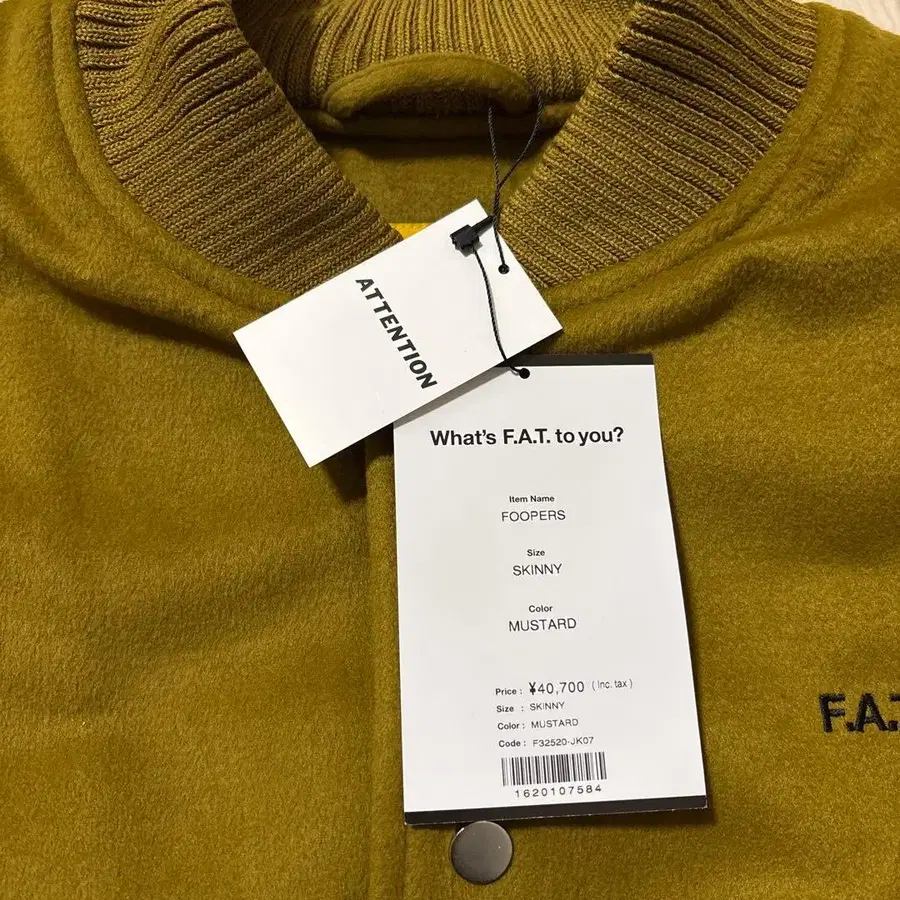 ATTENTION
What's F.A.T. to you?
Item Name
FOOPERS
Size
SKINNY
Color
MUSTARD
Price : ¥40,700 (Inc. tax)
Size : SKINNY
Color : MUSTARD
Code : F32520-JK07
1620107584
F.A.T